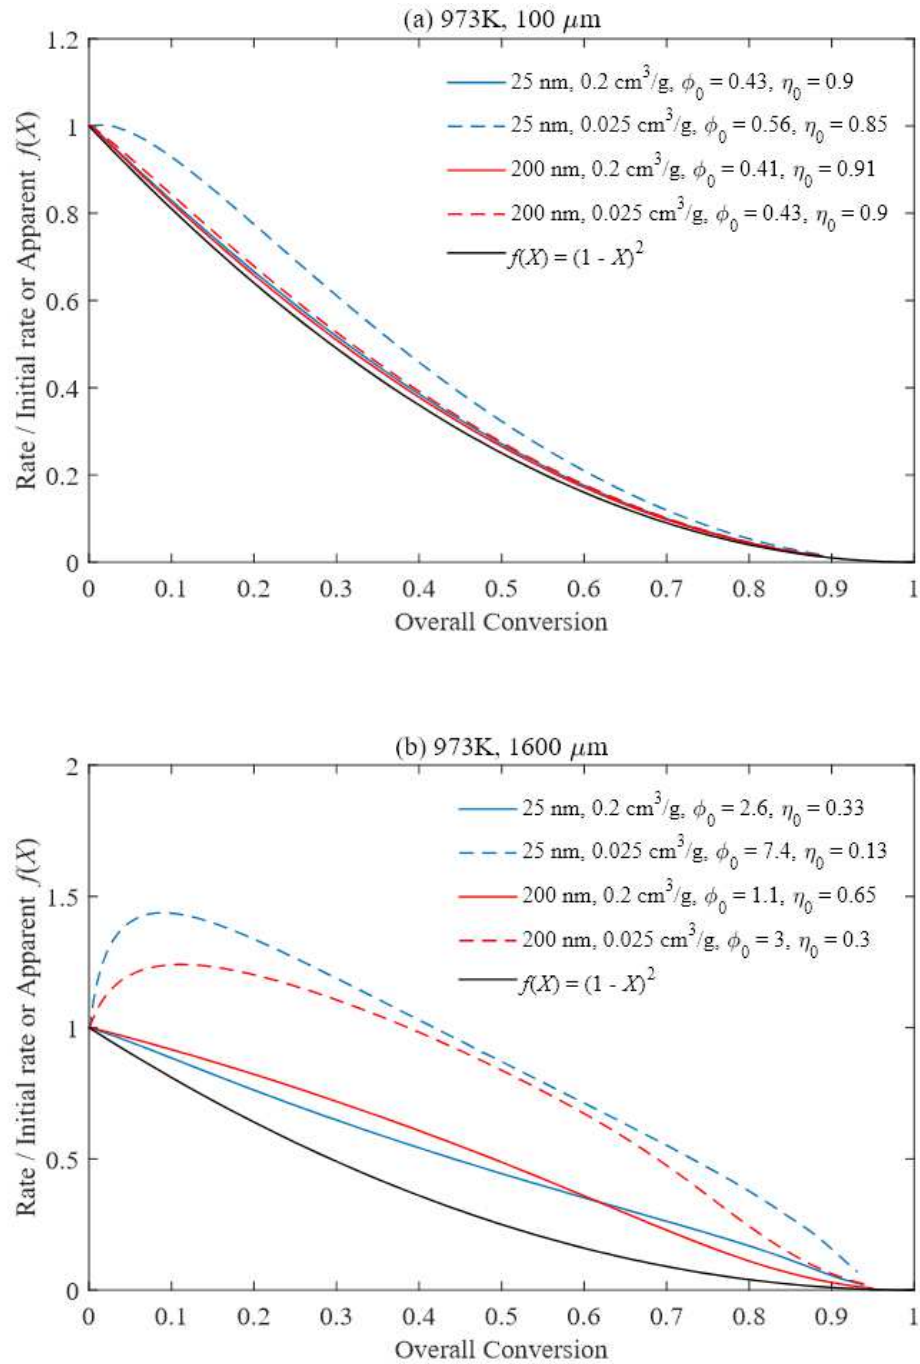 (a) 973K, 100 μm
1.2
1
0.8
0.6
0.4
0.2
0
Rate / Initial rate or Apparent f(X)
25 nm, 0.2 cm³/g, ϕ₀ = 0.43, η₀ = 0.9
25 nm, 0.025 cm³/g, ϕ₀ = 0.56, η₀ = 0.85
200 nm, 0.2 cm³/g, ϕ₀ = 0.41, η₀ = 0.91
200 nm, 0.025 cm³/g, ϕ₀ = 0.43, η₀ = 0.9
f(X) = (1 - X)²
0 0.1 0.2 0.3 0.4 0.5 0.6 0.7 0.8 0.9 1
Overall Conversion
(b) 973K, 1600 μm
2
1.5
1
0.5
0
Rate / Initial rate or Apparent f(X)
25 nm, 0.2 cm³/g, ϕ₀ = 2.6, η₀ = 0.33
25 nm, 0.025 cm³/g, ϕ₀ = 7.4, η₀ = 0.13
200 nm, 0.2 cm³/g, ϕ₀ = 1.1, η₀ = 0.65
200 nm, 0.025 cm³/g, ϕ₀ = 3, η₀ = 0.3
f(X) = (1 - X)²
0 0.1 0.2 0.3 0.4 0.5 0.6 0.7 0.8 0.9 1
Overall Conversion